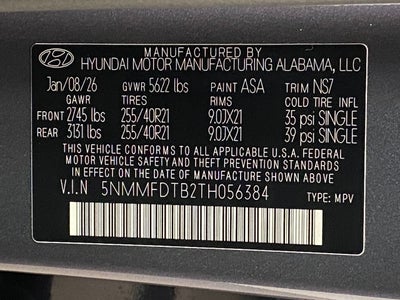 MANUFACTURED BY
HYUNDAI MOTOR MANUFACTURING ALABAMA, LLC
Jan/08/26 GVWR 5622 lbs PAINT ASA TRIM NS7
GAWR TIRES RIMS COLD TIRE INFL.
FRONT 2745 lbs 255/40R21 9.0JX21 35 psi SINGLE
REAR 3131 lbs 255/40R21 9.0JX21 39 psi SINGLE
THIS VEHICLE CONFORMS TO ALL APPLICABLE U.S.A. FEDERAL
MOTOR VEHICLE SAFETY, BUMPER, AND THEFT PREVENTION STANDARDS
IN EFFECT ON THE DATE OF MANUFACTURE SHOWN ABOVE.
V.I.N 5NMMFDTB2TH056384 TYPE: MPV